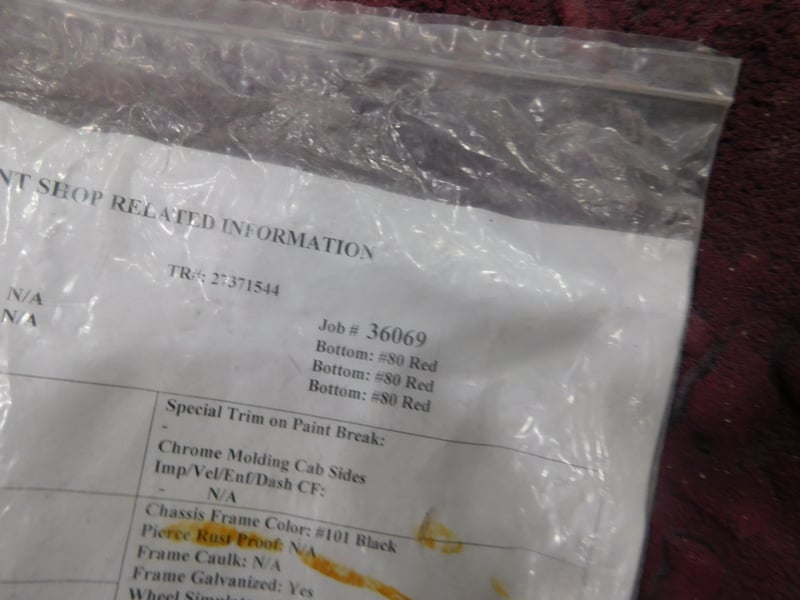 NT SHOP RELATED INFORMATION
TR#: 27371544
N/A
N/A
Job # 36069
Bottom: #80 Red
Bottom: #80 Red
Bottom: #80 Red
Special Trim on Paint Break:
-
Chrome Molding Cab Sides
Imp/Vel/Enf/Dash CF:
- N/A
Chassis Frame Color: #101 Black
Pierce Rust Proof: N/A
Frame Caulk: N/A
Frame Galvanized: Yes
Wheel